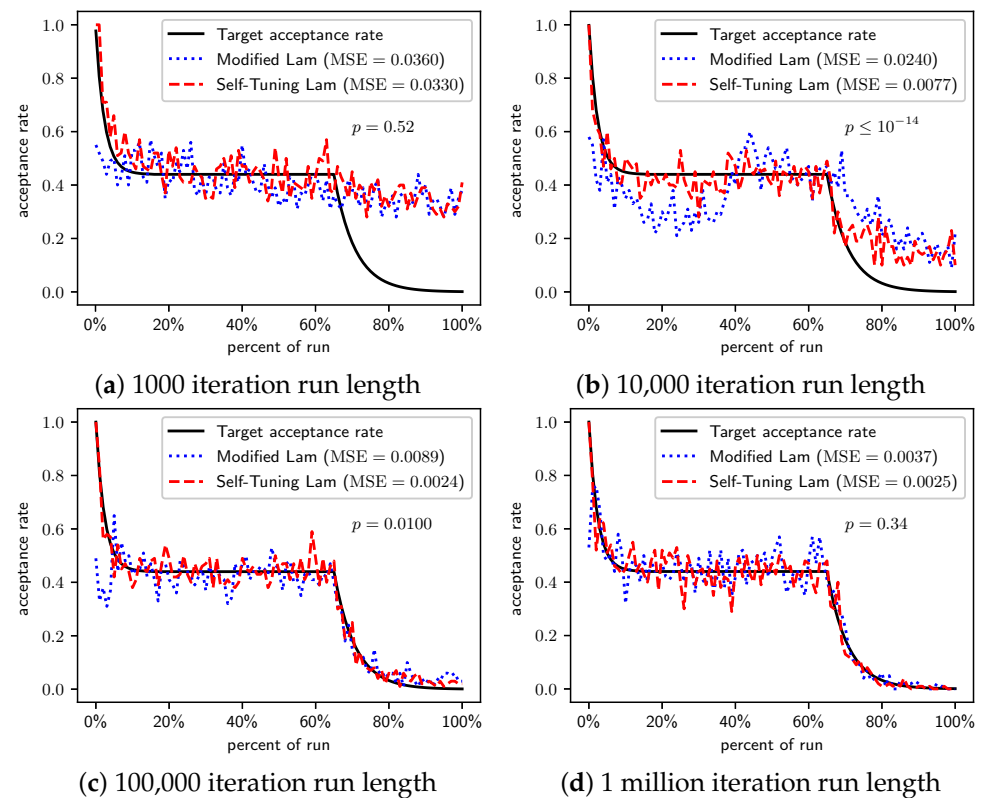 Target acceptance rate
Modified Lam (MSE = 0.0360)
Self-Tuning Lam (MSE = 0.0330)
p = 0.52
acceptance rate
1.0
0.8
0.6
0.4
0.2
0.0
0% 20% 40% 60% 80% 100%
percent of run
(a) 1000 iteration run length
Target acceptance rate
Modified Lam (MSE = 0.0240)
Self-Tuning Lam (MSE = 0.0077)
p ≤ 10⁻¹⁴
acceptance rate
1.0
0.8
0.6
0.4
0.2
0.0
0% 20% 40% 60% 80% 100%
percent of run
(b) 10,000 iteration run length
Target acceptance rate
Modified Lam (MSE = 0.0089)
Self-Tuning Lam (MSE = 0.0024)
p = 0.0100
acceptance rate
1.0
0.8
0.6
0.4
0.2
0.0
0% 20% 40% 60% 80% 100%
percent of run
(c) 100,000 iteration run length
Target acceptance rate
Modified Lam (MSE = 0.0037)
Self-Tuning Lam (MSE = 0.0025)
p = 0.34
acceptance rate
1.0
0.8
0.6
0.4
0.2
0.0
0% 20% 40% 60% 80% 100%
percent of run
(d) 1 million iteration run length